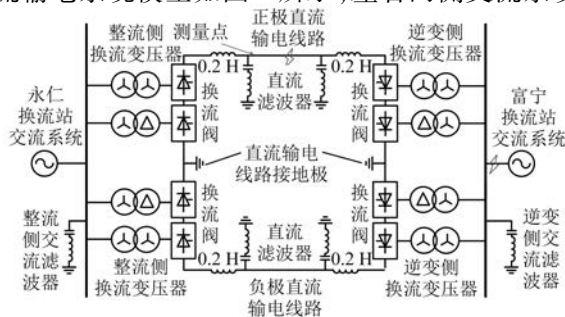 整流侧
换流变压器
测量点
正极直流
输电线路
逆变侧
换流变压器
0.2 H
0.2 H
永仁
换流站
交流系统
换流阀
直流
滤波器
换流阀
富宁
换流站
交流系统
直流输电
线路接地极
整流侧交流滤波器
换流阀
直流
滤波器
换流阀
逆变侧交流滤波器
0.2 H
0.2 H
整流侧
换流变压器
负极直流
输电线路
逆变侧
换流变压器